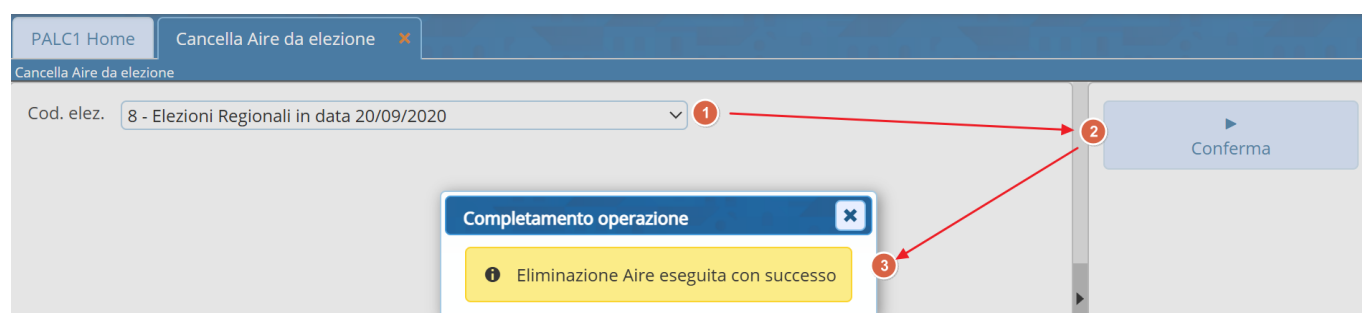 PALC1 Home
Cancella Aire da elezione ×
Cancella Aire da elezione
Cod. elez. 8 - Elezioni Regionali in data 20/09/2020 1
2
Conferma
Completamento operazione
Eliminazione Aire eseguita con successo 3